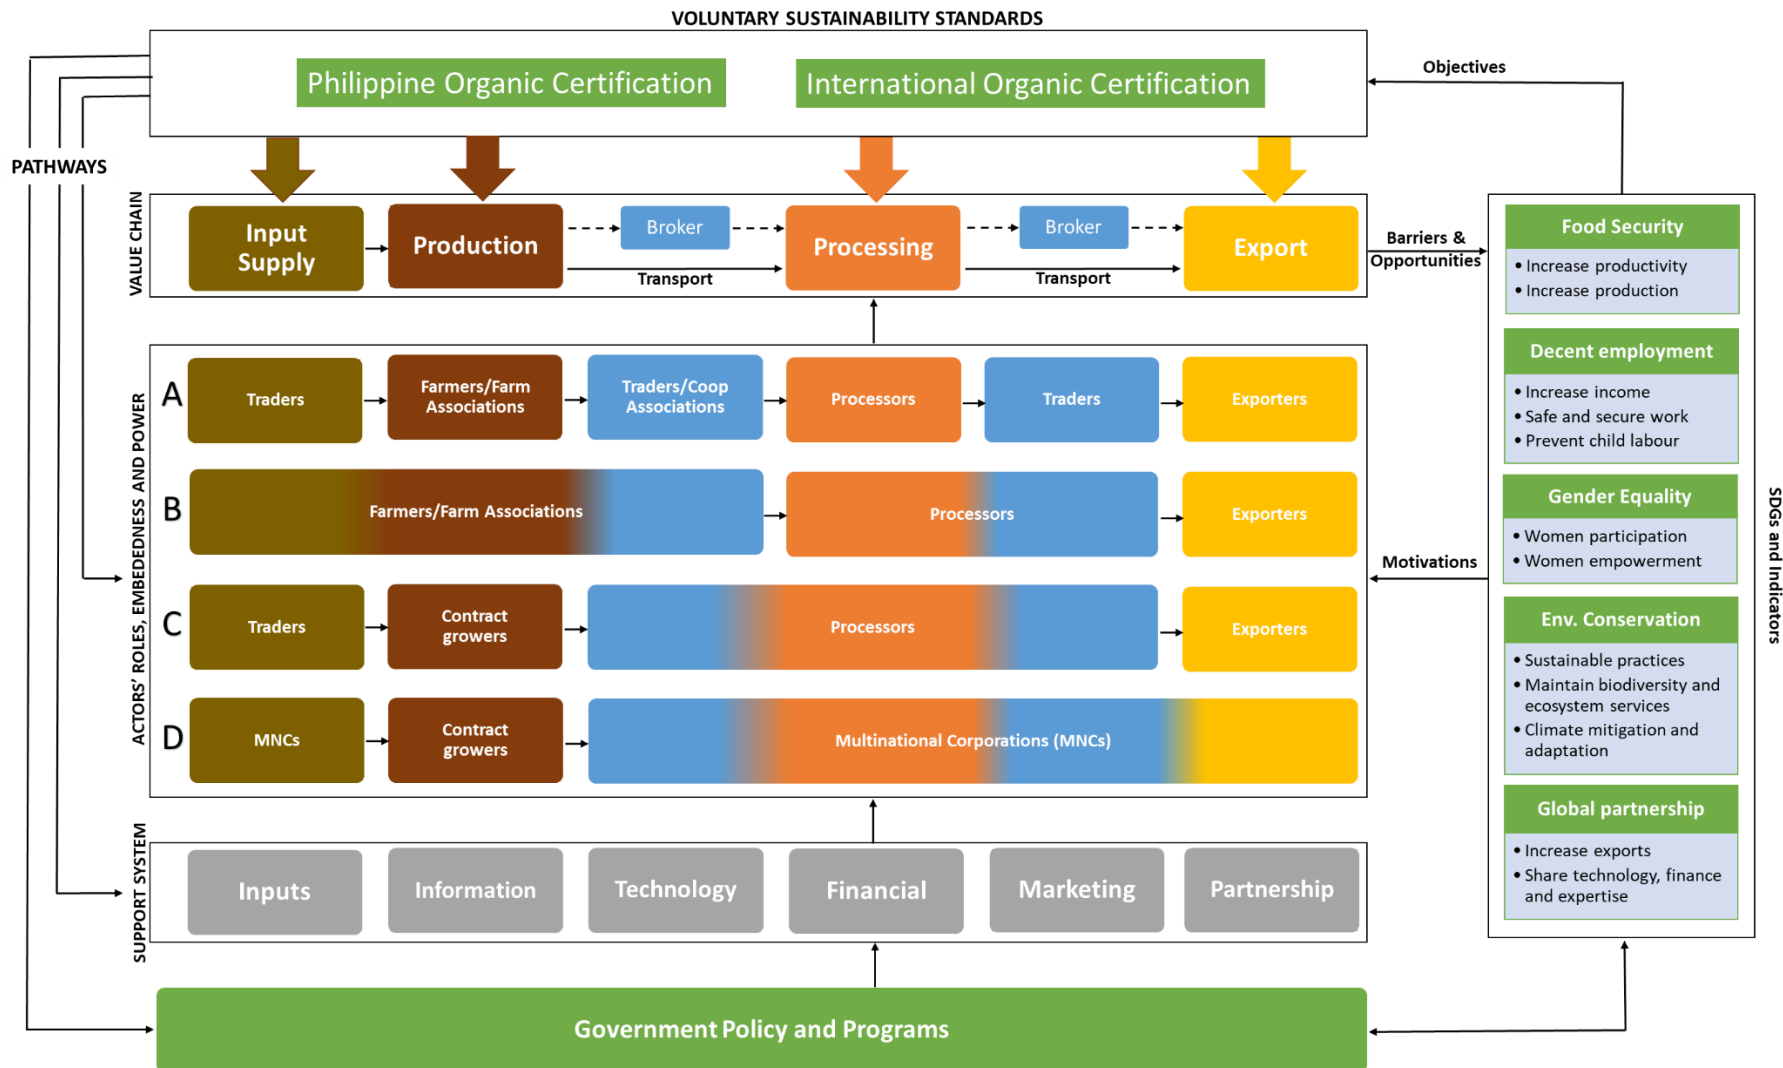 VOLUNTARY SUSTAINABILITY STANDARDS
Philippine Organic Certification
International Organic Certification
Objectives
PATHWAYS
VALUE CHAIN
Input
Supply
Production
Broker
Transport
Processing
Broker
Transport
Export
Barriers &
Opportunities
ACTORS' ROLES, EMBEDEDNESS AND POWER
A
Traders
Farmers/Farm
Associations
Traders/Coop
Associations
Processors
Traders
Exporters
B
Farmers/Farm Associations
Processors
Exporters
Motivations
C
Traders
Contract
growers
Processors
Exporters
D
MNCs
Contract
growers
Multinational Corporations (MNCs)
SUPPORT SYSTEM
Inputs
Information
Technology
Financial
Marketing
Partnership
Government Policy and Programs
SDGs and Indicators
Food Security
• Increase productivity
• Increase production
Decent employment
• Increase income
• Safe and secure work
• Prevent child labour
Gender Equality
• Women participation
• Women empowerment
Env. Conservation
• Sustainable practices
• Maintain biodiversity and
ecosystem services
• Climate mitigation and
adaptation
Global partnership
• Increase exports
• Share technology, finance
and expertise